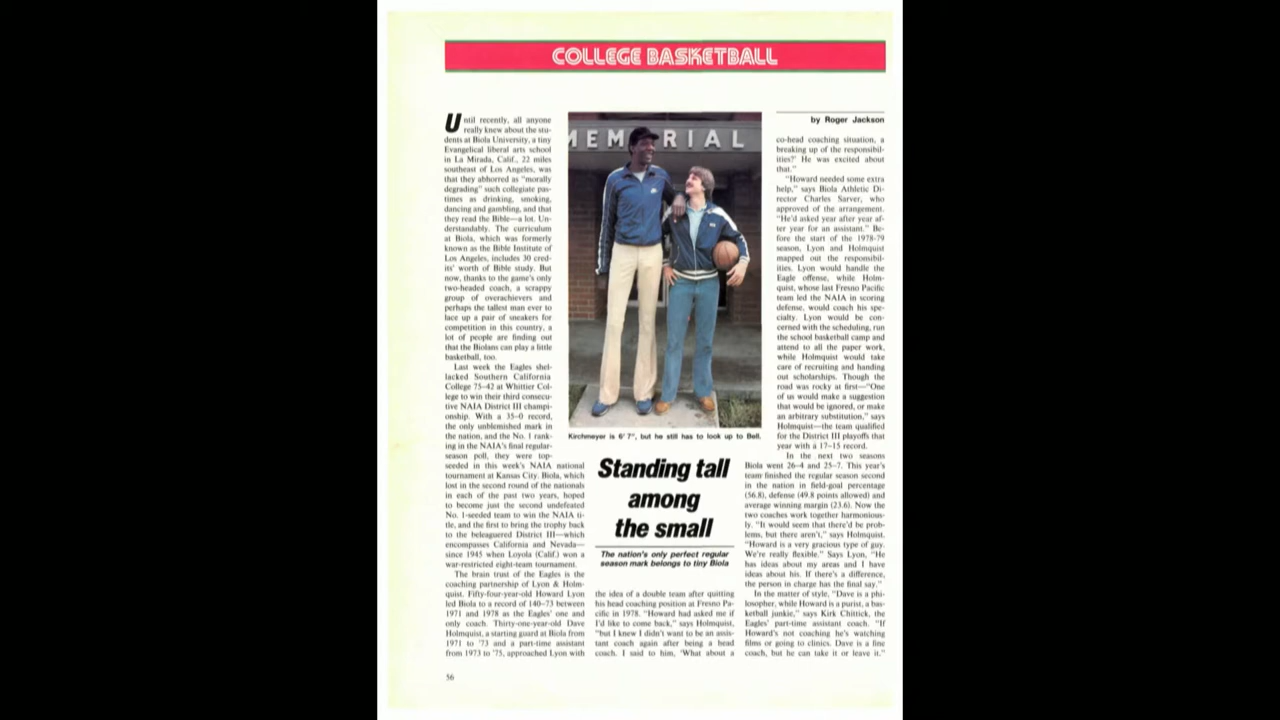 COLLEGE BASKETBALL
Until recently, all anyone
really knew about the stu-
dents at Biola University, a tiny
Evangelical liberal arts school
in La Mirada, Calif., 22 miles
southeast of Los Angeles, was
that they abhorred as "morally
degrading" such collegiate pas-
times as drinking, smoking,
dancing and gambling, and that
they read the Bible—a lot. Un-
derstandably. The curriculum
at Biola, which was formerly
known as the Bible Institute of
Los Angeles, includes 30 cred-
its' worth of Bible study. But
now, thanks to the game's only
two-headed coach, a scrappy
group of overachievers and
perhaps the tallest man ever to
lace up a pair of sneakers for
competition in this country, a
lot of people are finding out
that the Biolans can play a little
basketball, too.
Last week the Eagles shel-
lacked Southern California
College 75-42 at Whittier Col-
lege to win their third consecu-
tive NAIA District III champi-
onship. With a 35-0 record,
the only unblemished mark in
the nation, and the No. 1 rank-
ing in the NAIA's final regular-
season poll, they were top-
seeded in this week's NAIA national
tournament at Kansas City. Biola, which
lost in the second round of the nationals
in each of the past two years, hoped
to become just the second undefeated
No. 1-seeded team to win the NAIA ti-
tle, and the first to bring the trophy back
to the beleaguered District III—which
encompasses California and Nevada—
since 1945 when Loyola (Calif.) won a
war-restricted eight-team tournament.
The brain trust of the Eagles is the
coaching partnership of Lyon & Holm-
quist. Fifty-four-year-old Howard Lyon
led Biola to a record of 140-73 between
1971 and 1978 as the Eagles' one and
only coach. Thirty-one-year-old Dave
Holmquist, a starting guard at Biola from
1971 to '73 and a part-time assistant
from 1973 to '75, approached Lyon with
MEMORIAL
Kirchmeyer is 6' 7", but he still has to look up to Bell.
Standing tall
among
the small
The nation's only perfect regular
season mark belongs to tiny Biola
the idea of a double team after quitting
his head coaching position at Fresno Pa-
cific in 1978. "Howard had asked me if
I'd like to come back," says Holmquist,
"but I knew I didn't want to be an assis-
tant coach again after being a head
coach. I said to him, 'What about a
by Roger Jackson
co-head coaching situation, a
breaking up of the responsibil-
ities?' He was excited about
that."
"Howard needed some extra
help," says Biola Athletic Di-
rector Charles Sarver, who
approved of the arrangement.
"He'd asked year after year af-
ter year for an assistant." Be-
fore the start of the 1978-79
season, Lyon and Holmquist
mapped out the responsibil-
ities. Lyon would handle the
Eagle offense, while Holm-
quist, whose last Fresno Pacific
team led the NAIA in scoring
defense, would coach his spe-
cialty. Lyon would be con-
cerned with the scheduling, run
the school basketball camp and
attend to all the paper work,
while Holmquist would take
care of recruiting and handing
out scholarships. Though the
road was rocky at first—"One
of us would make a suggestion
that would be ignored, or make
an arbitrary substitution," says
Holmquist—the team qualified
for the District III playoffs that
year with a 17-15 record.
In the next two seasons
Biola went 26-4 and 25-7. This year's
team finished the regular season second
in the nation in field-goal percentage
(56.8), defense (49.8 points allowed) and
average winning margin (23.6). Now the
two coaches work together harmonious-
ly. "It would seem that there'd be prob-
lems, but there aren't," says Holmquist.
"Howard is a very gracious type of guy.
We're really flexible." Says Lyon, "He
has ideas about my areas and I have
ideas about his. If there's a difference,
the person in charge has the final say."
In the matter of style, "Dave is a phi-
losopher, while Howard is a purist, a bas-
ketball junkie," says Kirk Chittick, the
Eagles' part-time assistant coach. "If
Howard's not coaching he's watching
films or going to clinics. Dave is a fine
coach, but he can take it or leave it."
56